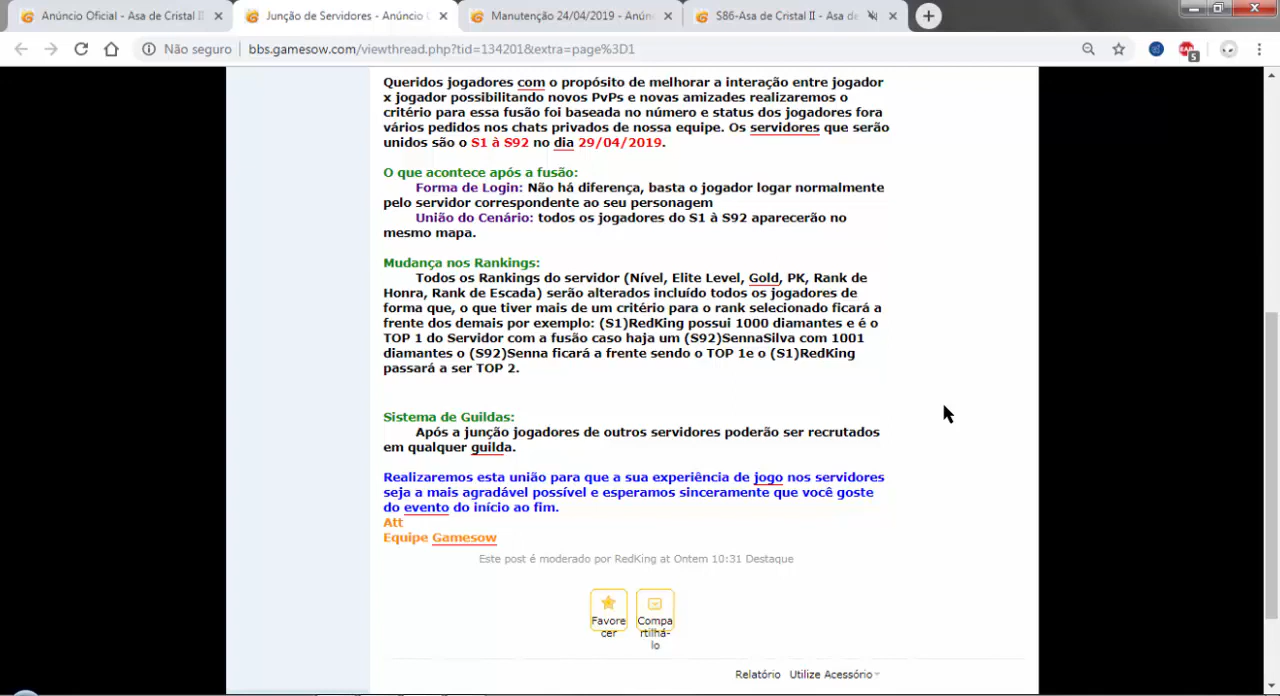 Anúncio Oficial - Asa de Cristal II
Junção de Servidores - Anúncio
Manutenção 24/04/2019 - Anún
S86-Asa de Cristal II - Asa de
Não seguro
bbs.gamesow.com/viewthread.php?tid=134201&extra=page%3D1
5
Queridos jogadores com o propósito de melhorar a interação entre jogador
x jogador possibilitando novos PvPs e novas amizades realizaremos o
critério para essa fusão foi baseada no número e status dos jogadores fora
vários pedidos nos chats privados de nossa equipe. Os servidores que serão
unidos são o S1 à S92 no dia 29/04/2019.
O que acontece após a fusão:
Forma de Login: Não há diferença, basta o jogador logar normalmente
pelo servidor correspondente ao seu personagem
União do Cenário: todos os jogadores do S1 à S92 aparecerão no
mesmo mapa.
Mudança nos Rankings:
Todos os Rankings do servidor (Nível, Elite Level, Gold, PK, Rank de
Honra, Rank de Escada) serão alterados incluído todos os jogadores de
forma que, o que tiver mais de um critério para o rank selecionado ficará a
frente dos demais por exemplo: (S1)RedKing possui 1000 diamantes e é o
TOP 1 do Servidor com a fusão caso haja um (S92)SennaSilva com 1001
diamantes o (S92)Senna ficará a frente sendo o TOP 1e o (S1)RedKing
passará a ser TOP 2.
Sistema de Guildas:
Após a junção jogadores de outros servidores poderão ser recrutados
em qualquer guilda.
Realizaremos esta união para que a sua experiência de jogo nos servidores
seja a mais agradável possível e esperamos sinceramente que você goste
do evento do início ao fim.
Att
Equipe Gamesow
Este post é moderado por RedKing at Ontem 10:31 Destaque
Favore
cer
Compa
rtilhá-
lo
Relatório Utilize Acessório